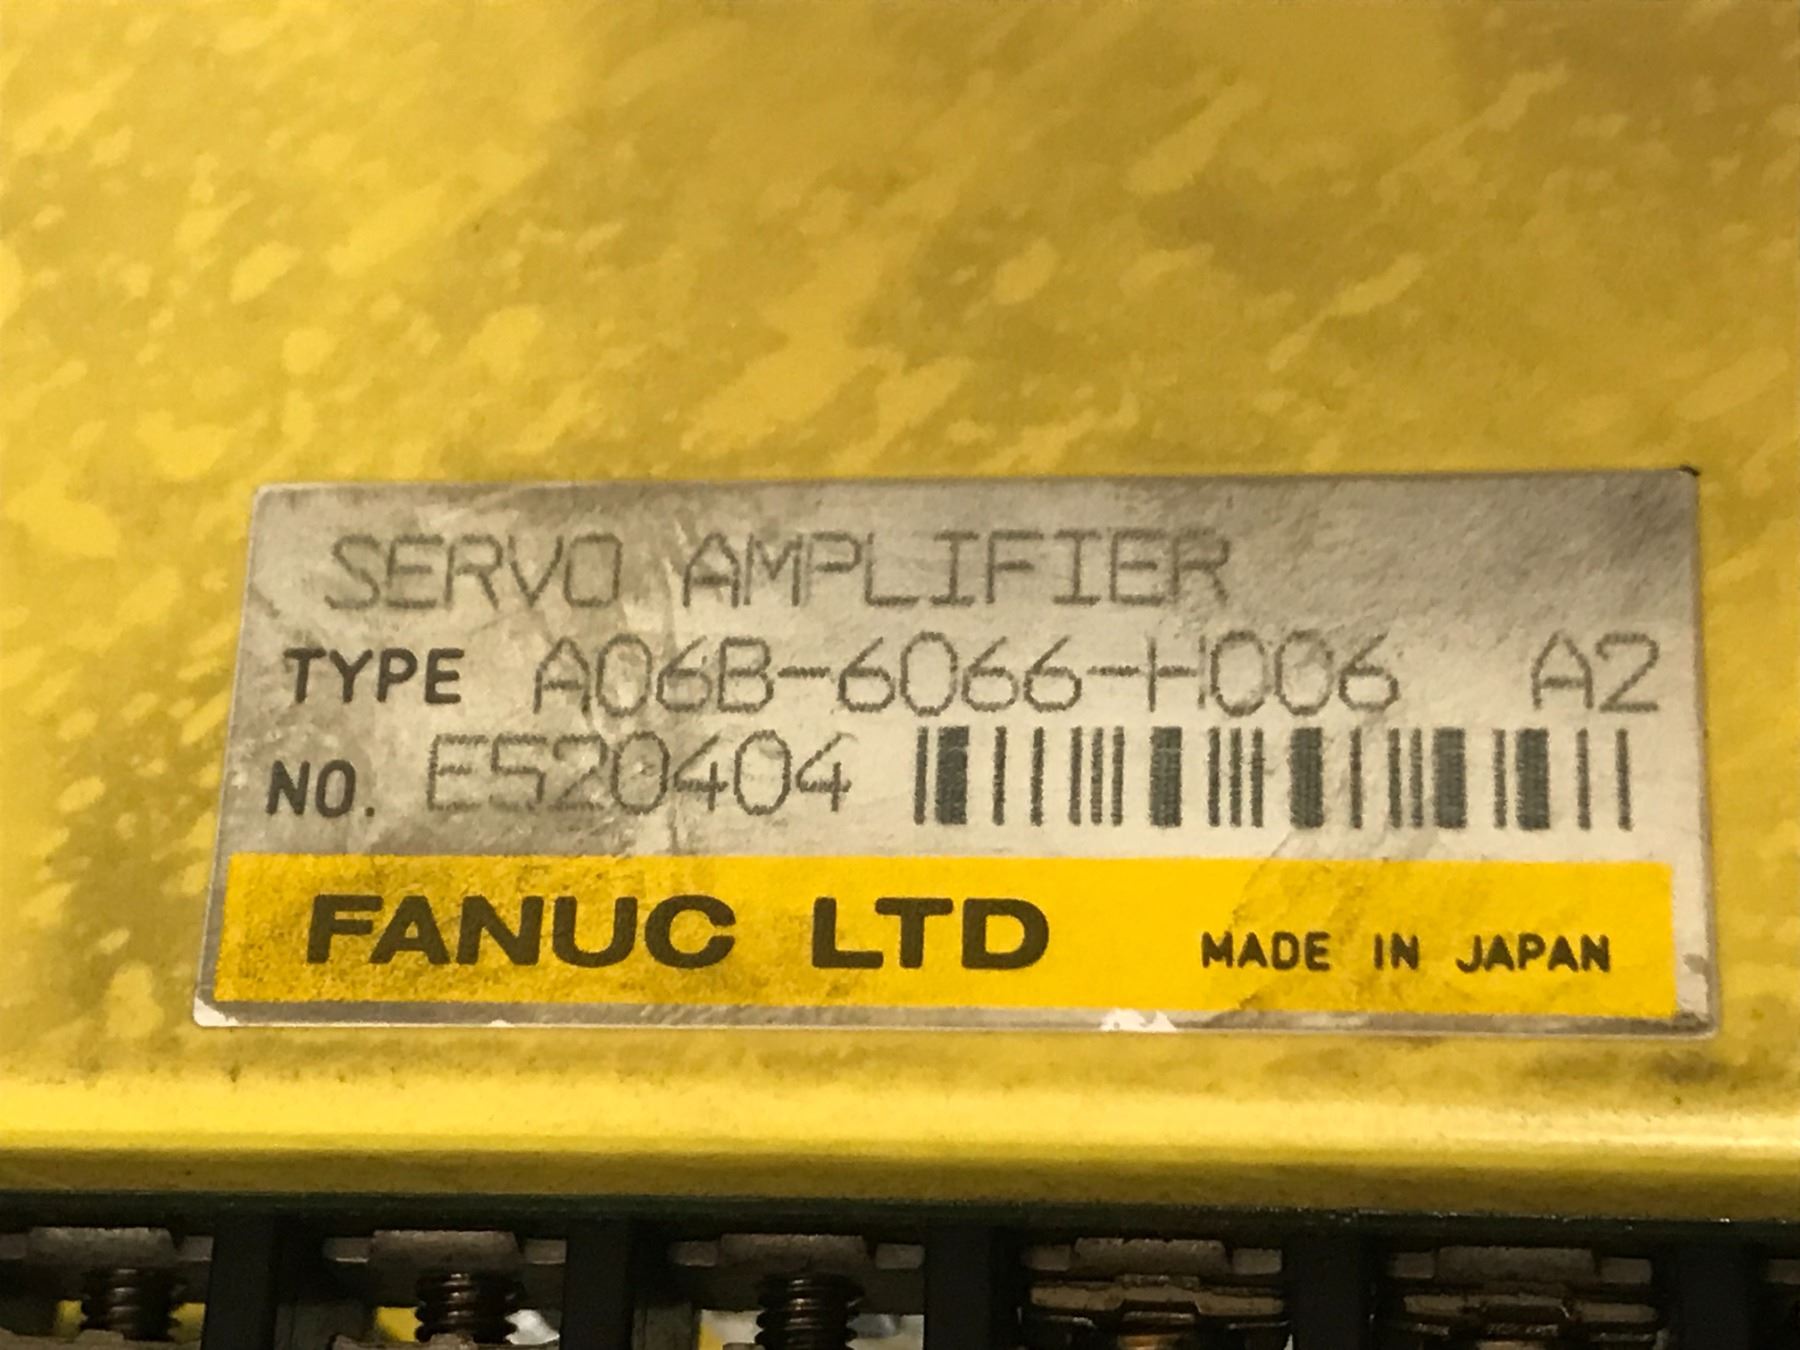 SERVO AMPLIFIER
TYPE A06B-6066-H006 A2
NO. E520404
FANUC LTD MADE IN JAPAN